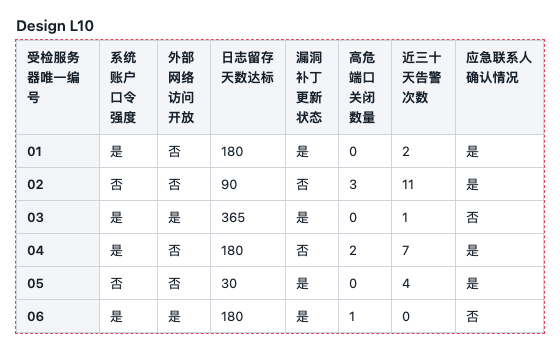 Design L10
受检服务器唯一编号 系统账户口令强度 外部网络访问开放 日志留存天数达标 漏洞补丁更新状态 高危端口关闭数量 近三十天告警次数 应急联系人确认情况
01 是 否 180 是 0 2 是
02 否 否 90 否 3 11 是
03 是 是 365 是 0 1 否
04 是 否 180 否 2 7 是
05 否 否 30 是 0 4 是
06 是 是 180 是 1 0 否